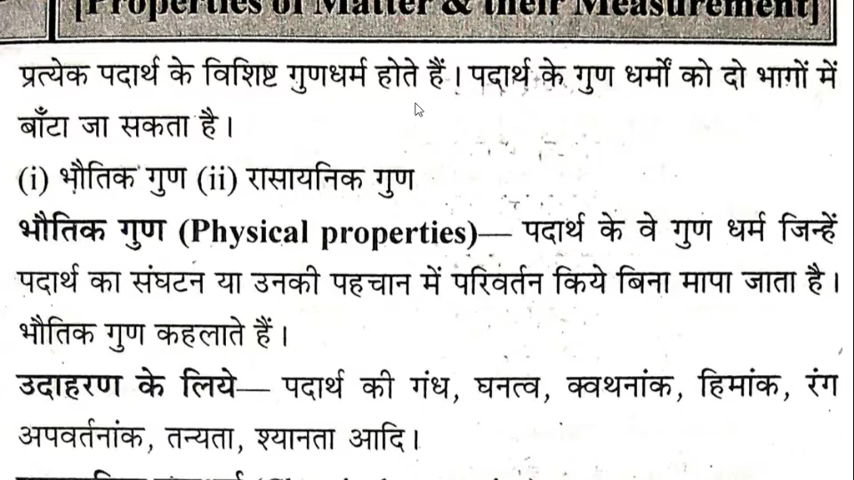 [Properties of Matter & their Measurement]
प्रत्येक पदार्थ के विशिष्ट गुणधर्म होते हैं। पदार्थ के गुण धर्मों को दो भागों में
बाँटा जा सकता है।
(i) भौतिक गुण (ii) रासायनिक गुण
भौतिक गुण (Physical properties)— पदार्थ के वे गुण धर्म जिन्हें
पदार्थ का संघटन या उनकी पहचान में परिवर्तन किये बिना मापा जाता है।
भौतिक गुण कहलाते हैं।
उदाहरण के लिये— पदार्थ की गंध, घनत्व, क्वथनांक, हिमांक, रंग
अपवर्तनांक, तन्यता, श्यानता आदि।